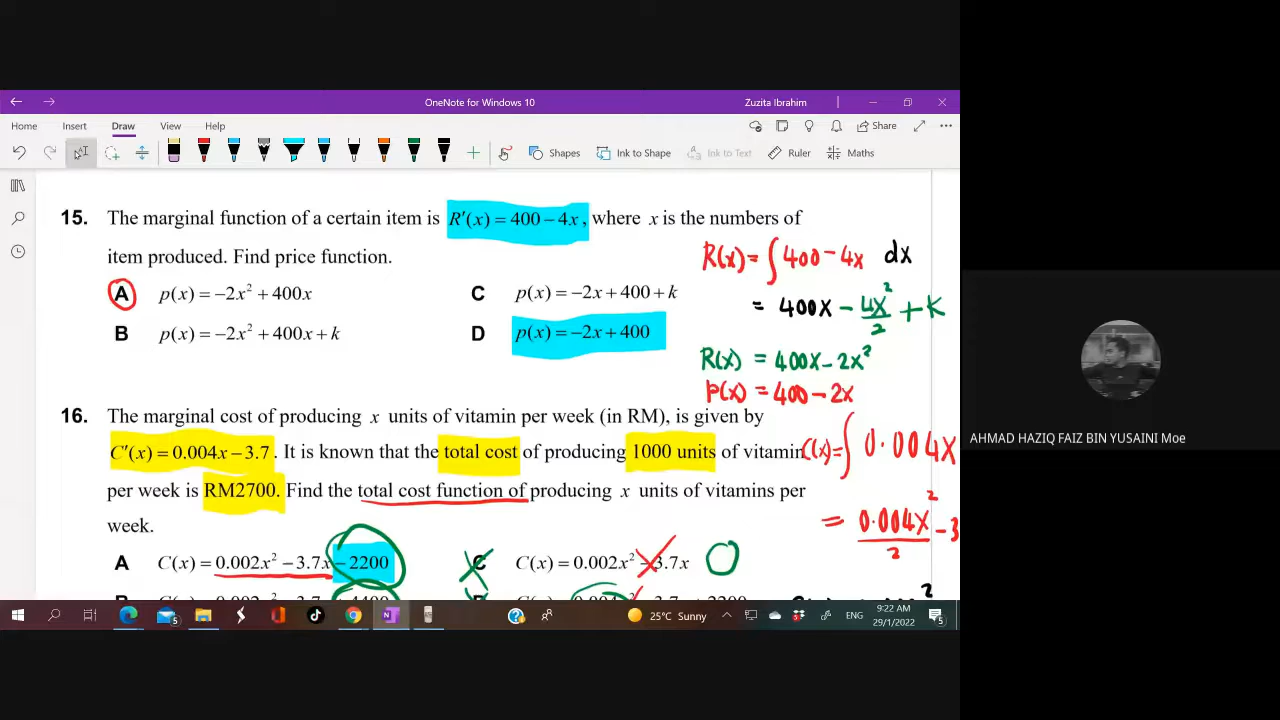 OneNote for Windows 10
Zuzita Ibrahim
Home Insert Draw View Help
Share
Shapes Ink to Shape Ink to Text Ruler Maths
15. The marginal function of a certain item is R′(x) = 400 − 4x, where x is the numbers of
item produced. Find price function.
A p(x) = −2x² + 400x C p(x) = −2x + 400 + k
B p(x) = −2x² + 400x + k D p(x) = −2x + 400
R(x) = ∫ 400 − 4x dx
= 400x − 4x²/2 + k
R(x) = 400x − 2x²
P(x) = 400 − 2x
16. The marginal cost of producing x units of vitamin per week (in RM), is given by
C′(x) = 0.004x − 3.7. It is known that the total cost of producing 1000 units of vitamin
per week is RM2700. Find the total cost function of producing x units of vitamins per
week.
A C(x) = 0.002x² − 3.7x − 2200 C C(x) = 0.002x² − 3.7x
C(x) = ∫ 0.004x
= 0.004x²/2 − 3
AHMAD HAZIQ FAIZ BIN YUSAINI Moe
25°C Sunny
ENG
9:22 AM
29/1/2022